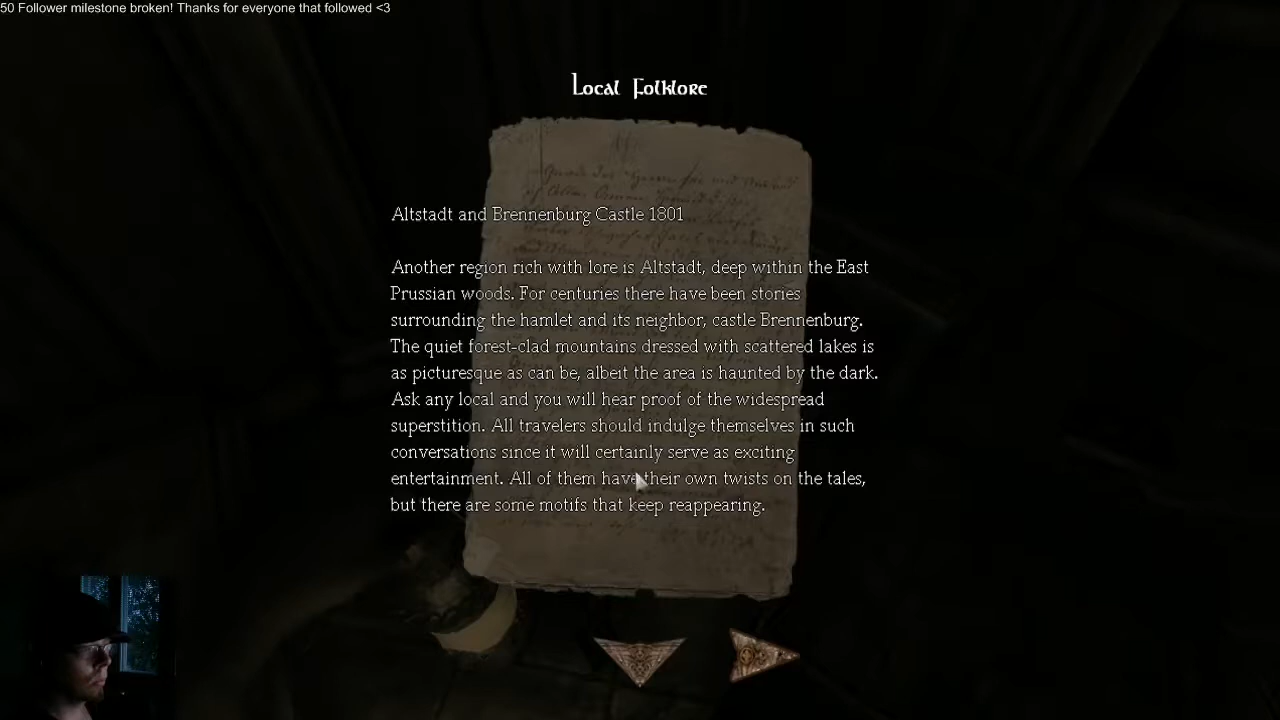 50 Follower milestone broken! Thanks for everyone that followed <3
Local Folklore
Altstadt and Brennenburg Castle 1801
Another region rich with lore is Altstadt, deep within the East
Prussian woods. For centuries there have been stories
surrounding the hamlet and its neighbor, castle Brennenburg.
The quiet forest-clad mountains dressed with scattered lakes is
as picturesque as can be, albeit the area is haunted by the dark.
Ask any local and you will hear proof of the widespread
superstition. All travelers should indulge themselves in such
conversations since it will certainly serve as exciting
entertainment. All of them have their own twists on the tales,
but there are some motifs that keep reappearing.